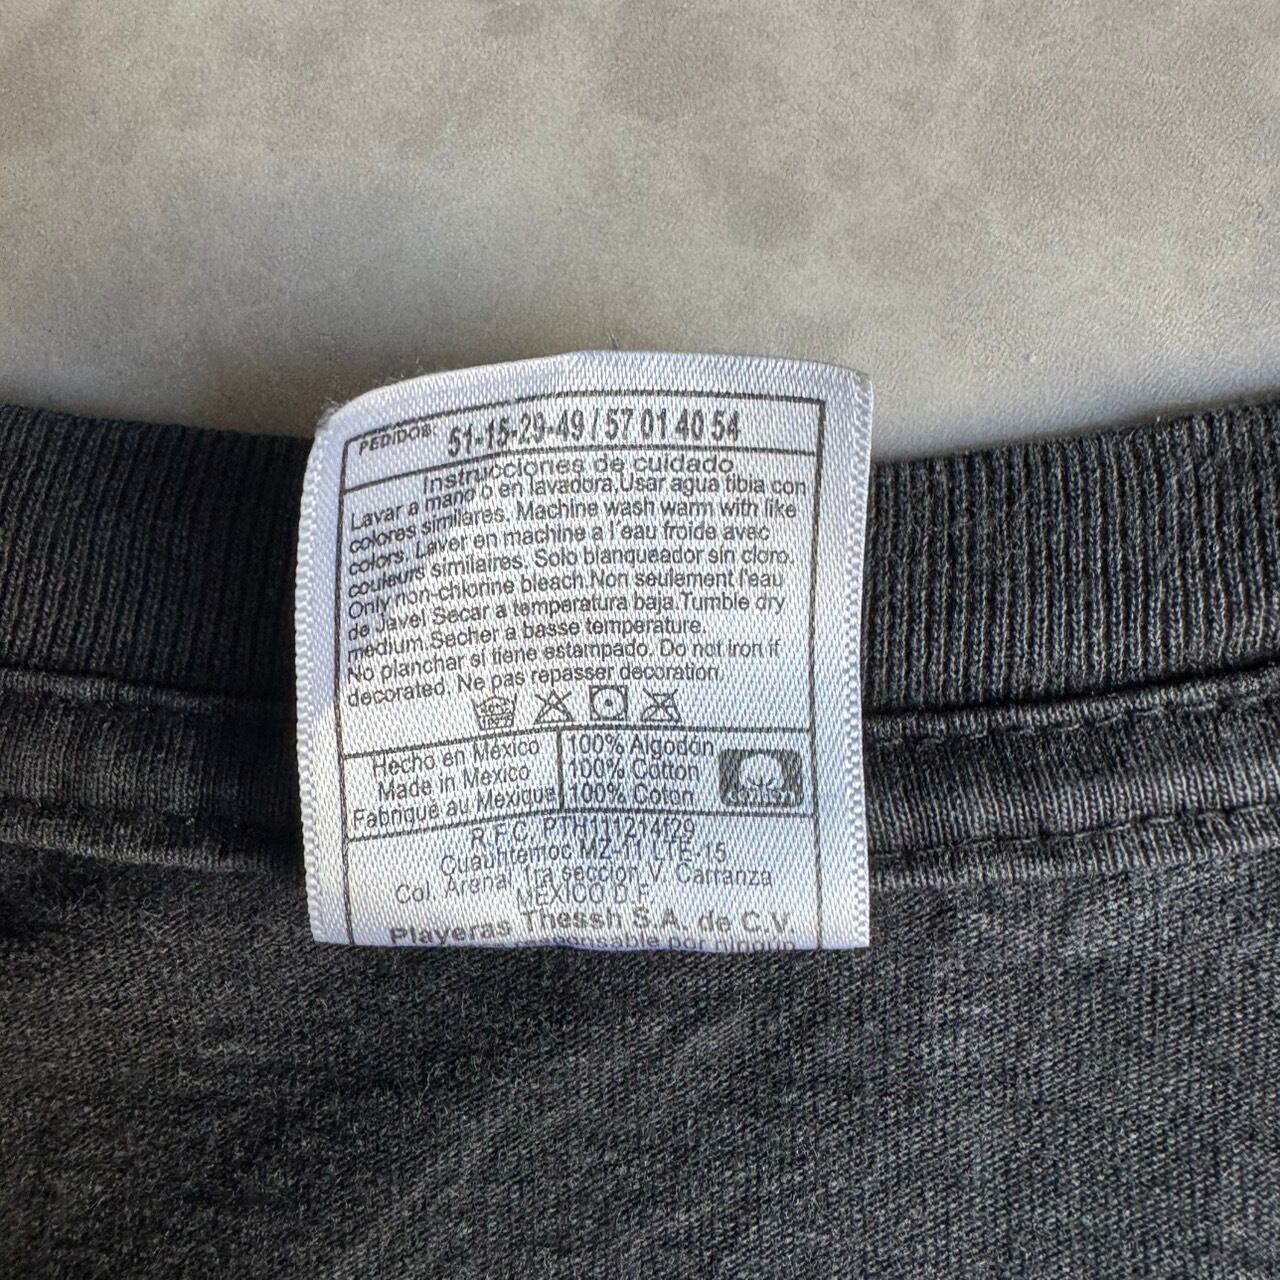 PEDIDOS: 51-15-29-49 / 57 01 40 54
Instrucciones de cuidado
Lavar a mano o en lavadora.Usar agua tibia con
colores similares. Machine wash warm with like
colors. Laver en machine a l'eau froide avec
couleurs similaires. Solo blanqueador sin cloro.
Only non-chlorine bleach.Non seulement l'eau
de Javel Secar a temperatura baja.Tumble dry
medium.Secher a basse temperature.
No planchar si tiene estampado. Do not iron if
decorated. Ne pas repasser decoration.
Hecho en México
Made in Mexico
Fabriqué au Mexique
100% Algodón
100% Cotton
100% Coton
R.F.C. PTH111214f29
Cuauhtemoc MZ-11 LTE-15
Col. Arenal 1ra seccion V. Carranza
MEXICO D.F.
Playeras Thessh S.A. de C.V.
por ningun